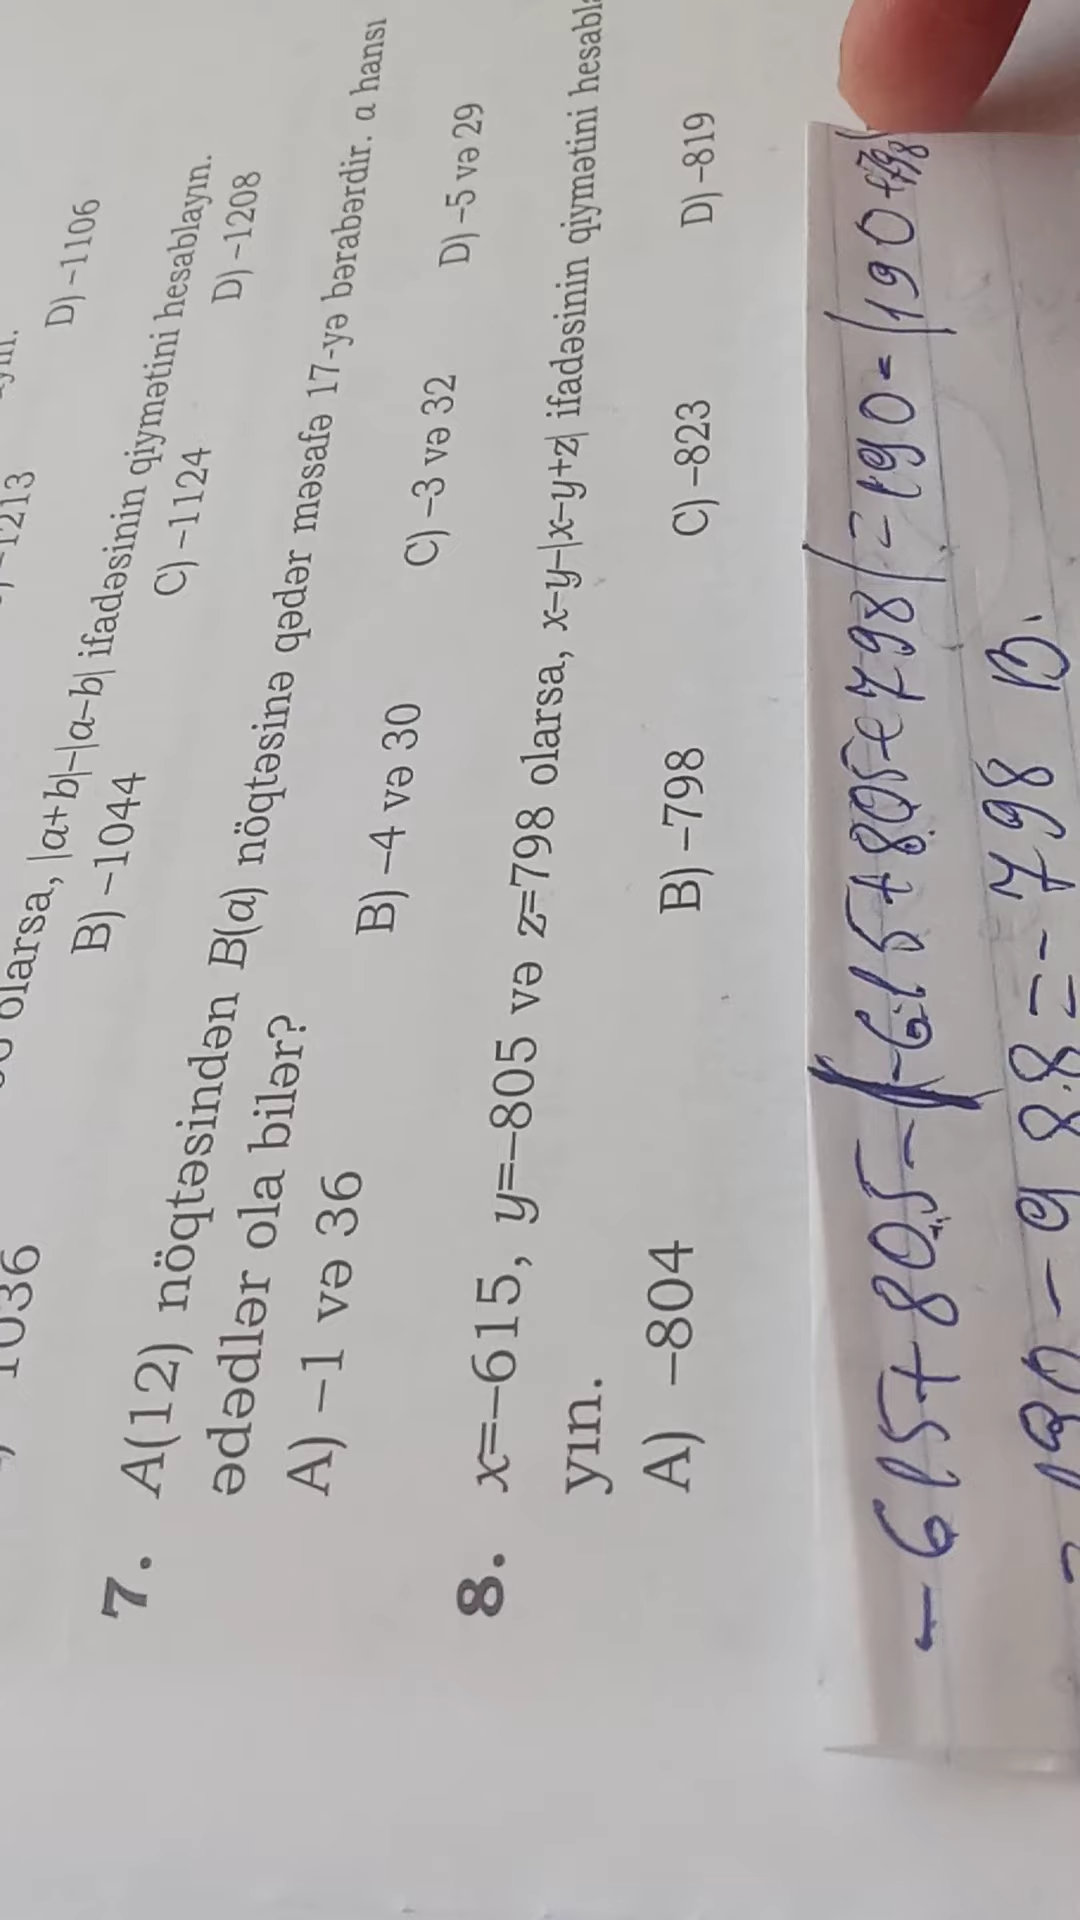 1036
-1213
D) -1106
olarsa, |a+b|-|a-b| ifadəsinin qiymətini hesablayın.
B) -1044 C) -1124 D) -1208
7. A(12) nöqtəsindən B(a) nöqtəsinə qədər məsafə 17-yə bərabərdir. a hansı
ədədlər ola bilər?
A) -1 və 36 B) -4 və 30 C) -3 və 32 D) -5 və 29
8. x=-615, y=-805 və z=798 olarsa, x-y-|x-y+z| ifadəsinin qiymətini hesabla
yın.
A) -804 B) -798 C) -823 D) -819
-615+805-|-615+805+798|=190-|190+798|
=190-988=-798 B.